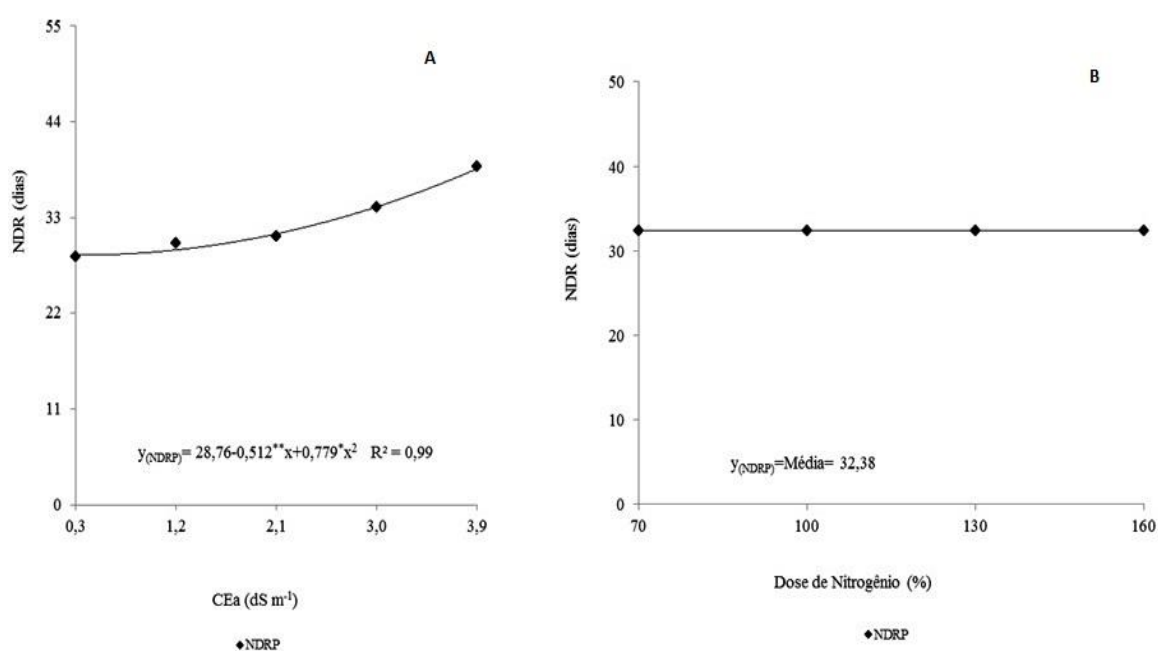 A
NDR (dias)
55
44
33
22
11
0
y(NDRP)= 28,76-0,512**x+0,779*x² R² = 0,99
0,3 1,2 2,1 3,0 3,9
CEa (dS m⁻¹)
NDRP
B
NDR (dias)
50
40
30
20
10
0
y(NDRP)=Média= 32,38
70 100 130 160
Dose de Nitrogênio (%)
NDRP